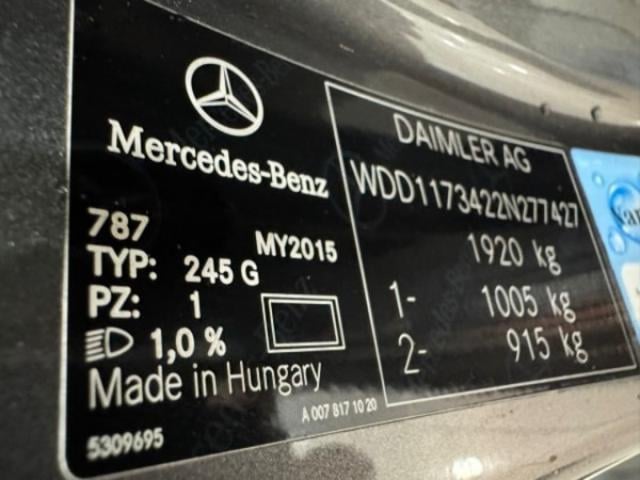 Mercedes-Benz
787
MY2015
TYP: 245 G
PZ: 1
1,0 %
Made in Hungary
A 007 817 10 20
5309695
DAIMLER AG
WDD1173422N277427
1920 kg
1- 1005 kg
2- 915 kg